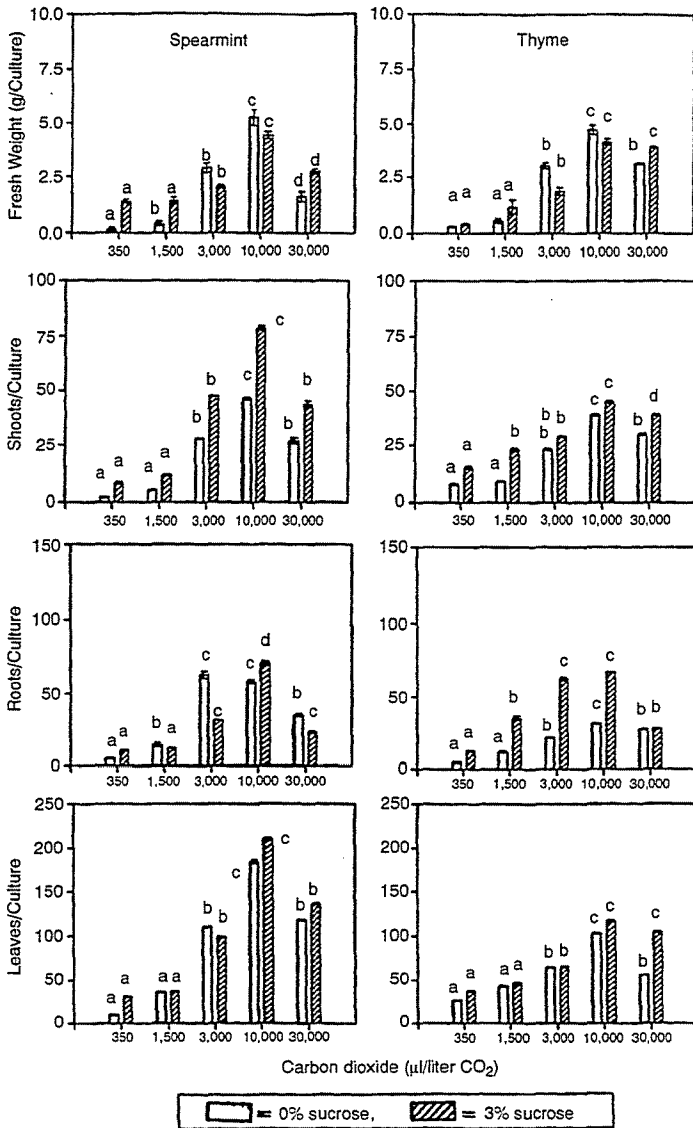 Spearmint
Thyme
Fresh Weight (g/Culture)
10.0
7.5
5.0
2.5
0.0
a a b a b b c c d d
350 1,500 3,000 10,000 30,000
10.0
7.5
5.0
2.5
0.0
a a a a b b c c b c
350 1,500 3,000 10,000 30,000
Shoots/Culture
100
75
50
25
0
a a a a b b c c b b
350 1,500 3,000 10,000 30,000
100
75
50
25
0
a a a b b b c c b d
350 1,500 3,000 10,000 30,000
Roots/Culture
150
100
50
0
a a b a c c c d b c
350 1,500 3,000 10,000 30,000
150
100
50
0
a a a b b c c c b b
350 1,500 3,000 10,000 30,000
Leaves/Culture
250
200
150
100
50
0
a a a a b b c c b b
350 1,500 3,000 10,000 30,000
250
200
150
100
50
0
a a a a b b c c b c
350 1,500 3,000 10,000 30,000
Carbon dioxide (µl/liter CO₂)
= 0% sucrose, = 3% sucrose